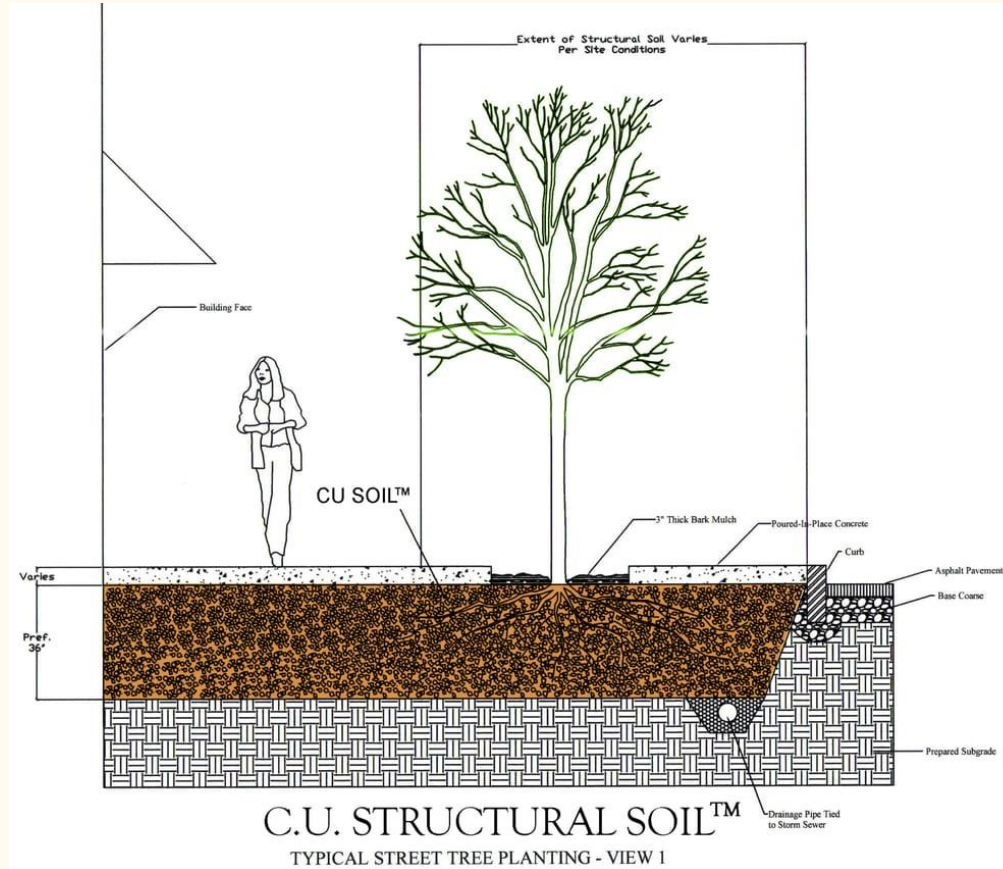 Extent of Structural Soil Varies
Per Site Conditions
Building Face
CU SOIL™
3" Thick Bark Mulch
Poured-In-Place Concrete
Curb
Asphalt Pavement
Base Coarse
Varies
Pref.
36"
Prepared Subgrade
Drainage Pipe Tied
to Storm Sewer
C.U. STRUCTURAL SOIL™
TYPICAL STREET TREE PLANTING - VIEW 1